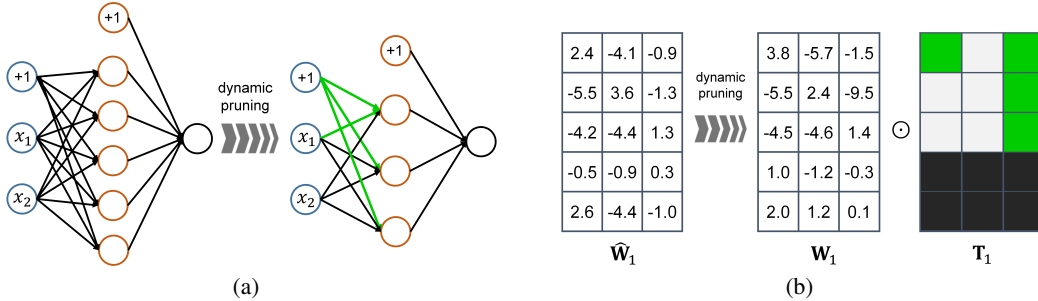 +1
+1
+1
+1
x₁
x₂
dynamic
pruning
x₁
x₂
(a)
2.4 -4.1 -0.9
-5.5 3.6 -1.3
-4.2 -4.4 1.3
-0.5 -0.9 0.3
2.6 -4.4 -1.0
Ŵ₁
dynamic
pruning
3.8 -5.7 -1.5
-5.5 2.4 -9.5
-4.5 -4.6 1.4
1.0 -1.2 -0.3
2.0 1.2 0.1
W₁
⊙
T₁
(b)